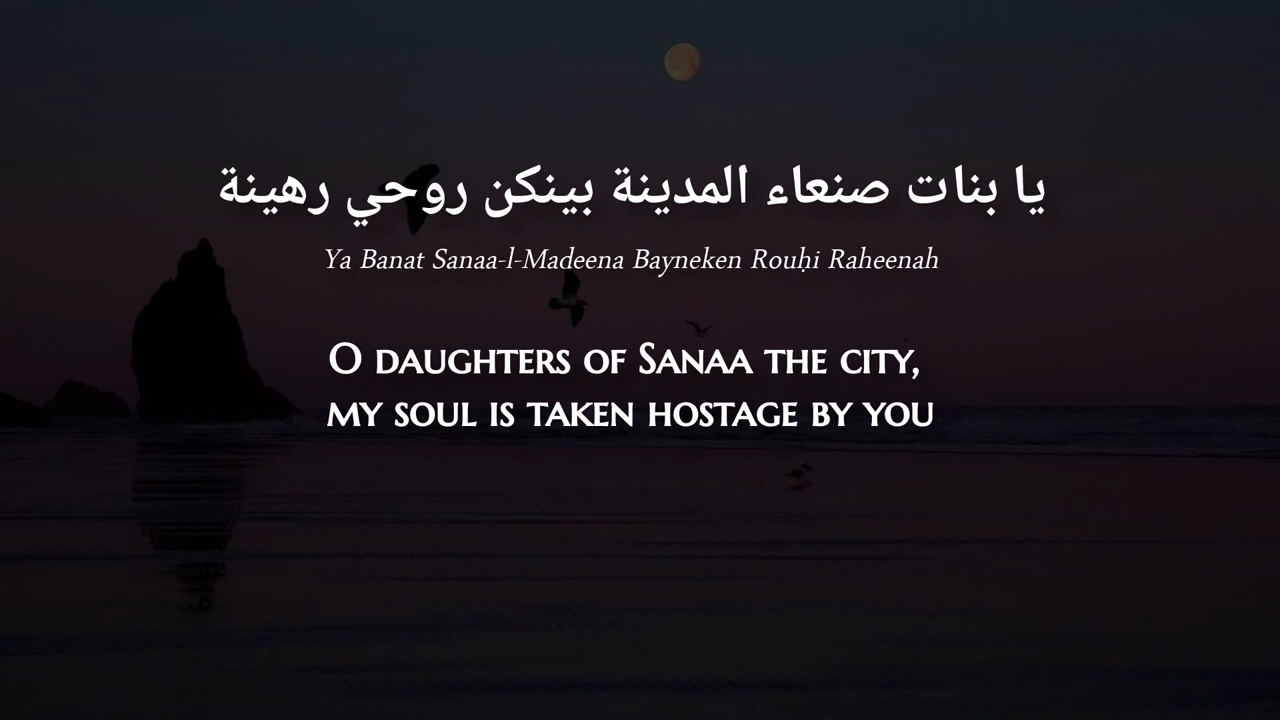 يا بنات صنعاء المدينة بينكن روحي رهينة
Ya Banat Sanaa-l-Madeena Bayneken Rouḥi Raheenah
O daughters of Sanaa the city,
my soul is taken hostage by you